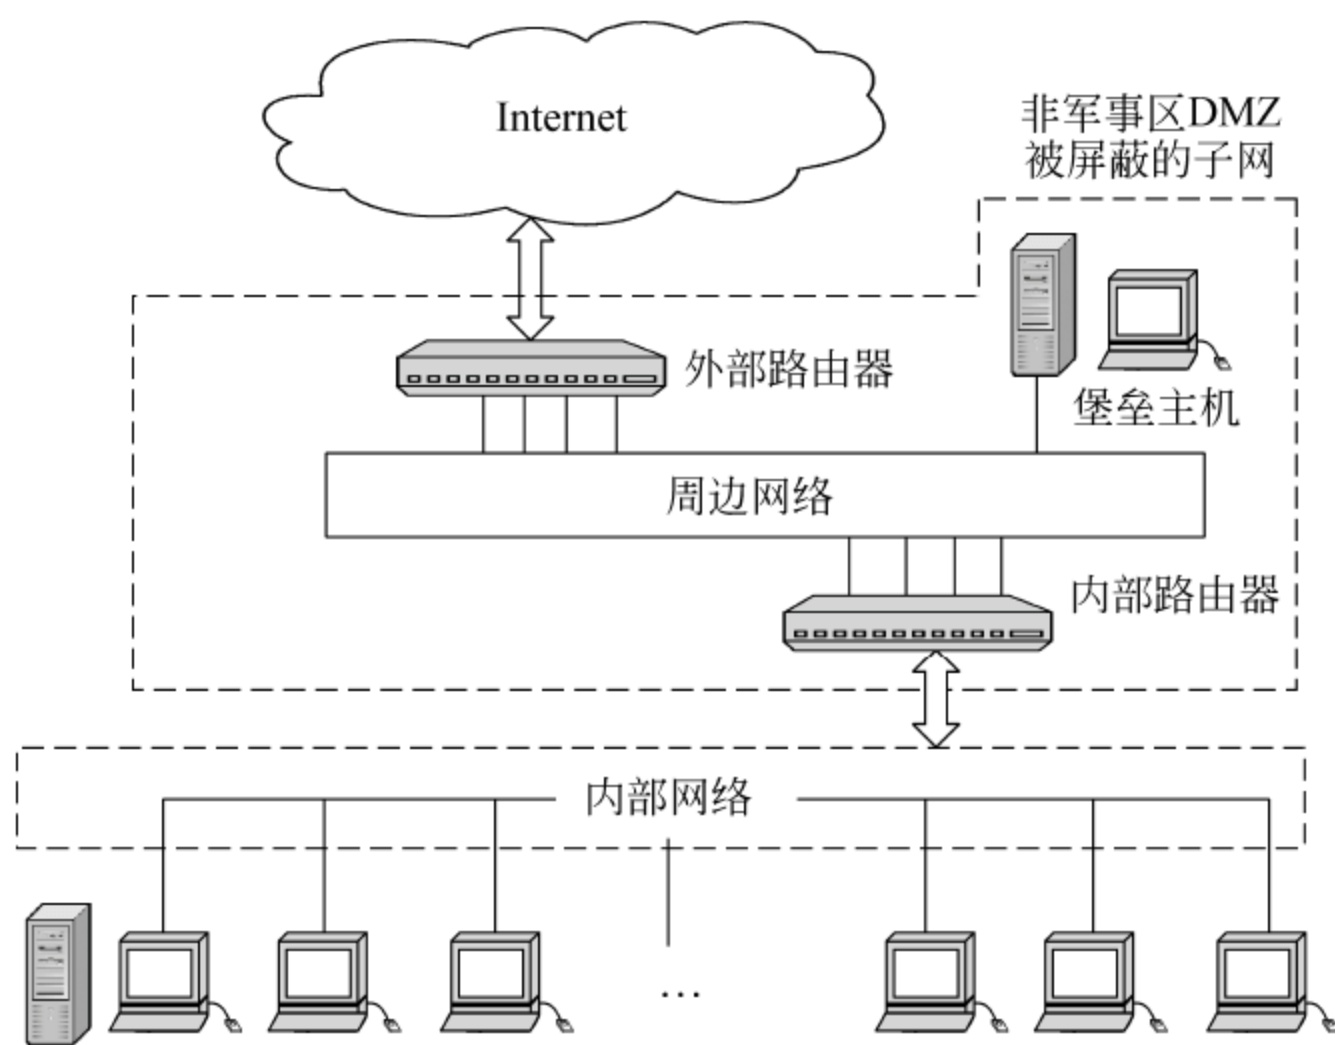 Internet
非军事区DMZ
被屏蔽的子网
外部路由器
堡垒主机
周边网络
内部路由器
内部网络
…